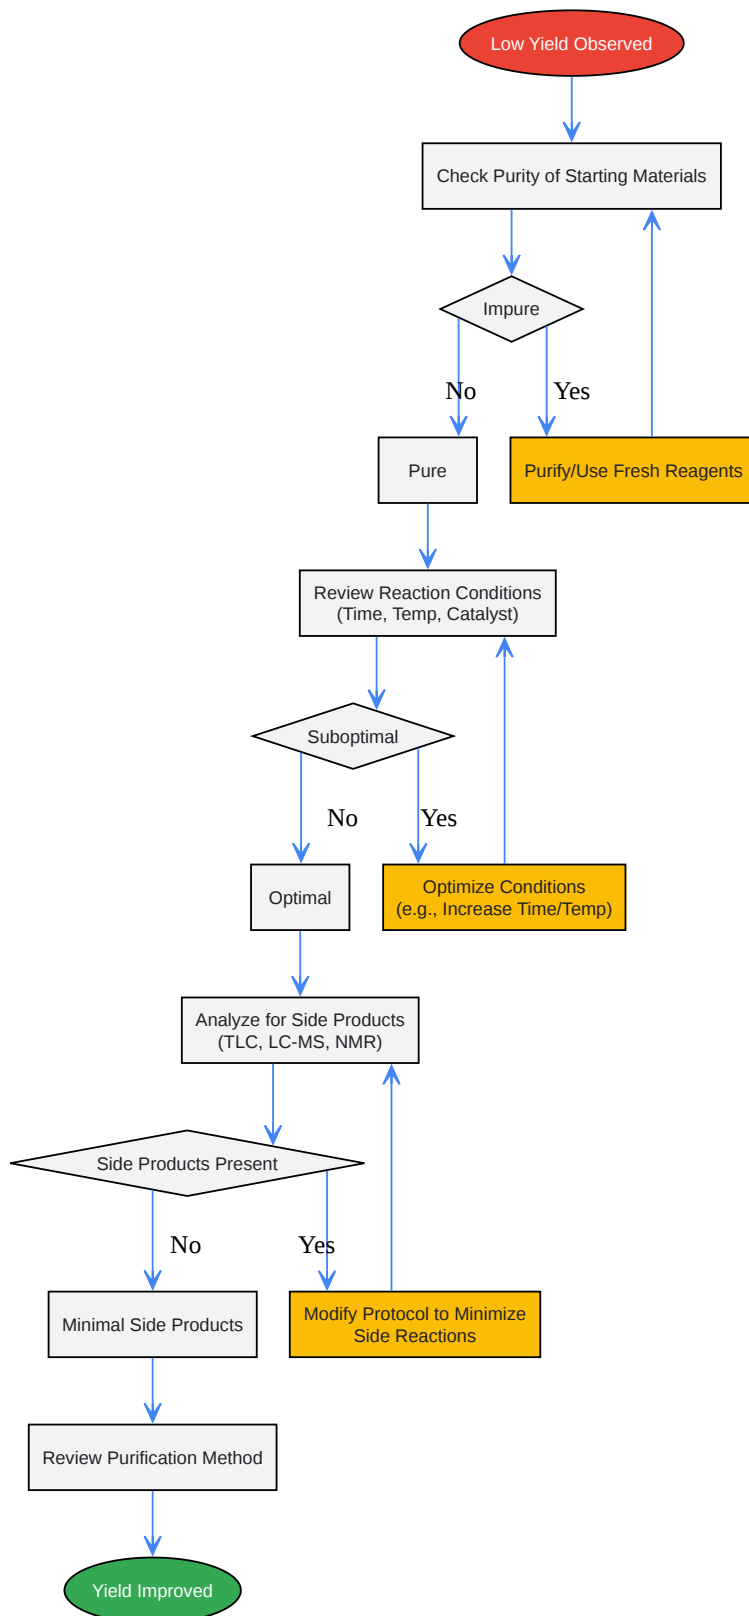 Low Yield Observed
Check Purity of Starting Materials
Impure
No
Yes
Pure
Purify/Use Fresh Reagents
Review Reaction Conditions
(Time, Temp, Catalyst)
Suboptimal
No
Yes
Optimal
Optimize Conditions
(e.g., Increase Time/Temp)
Analyze for Side Products
(TLC, LC-MS, NMR)
Side Products Present
No
Yes
Minimal Side Products
Modify Protocol to Minimize
Side Reactions
Review Purification Method
Yield Improved